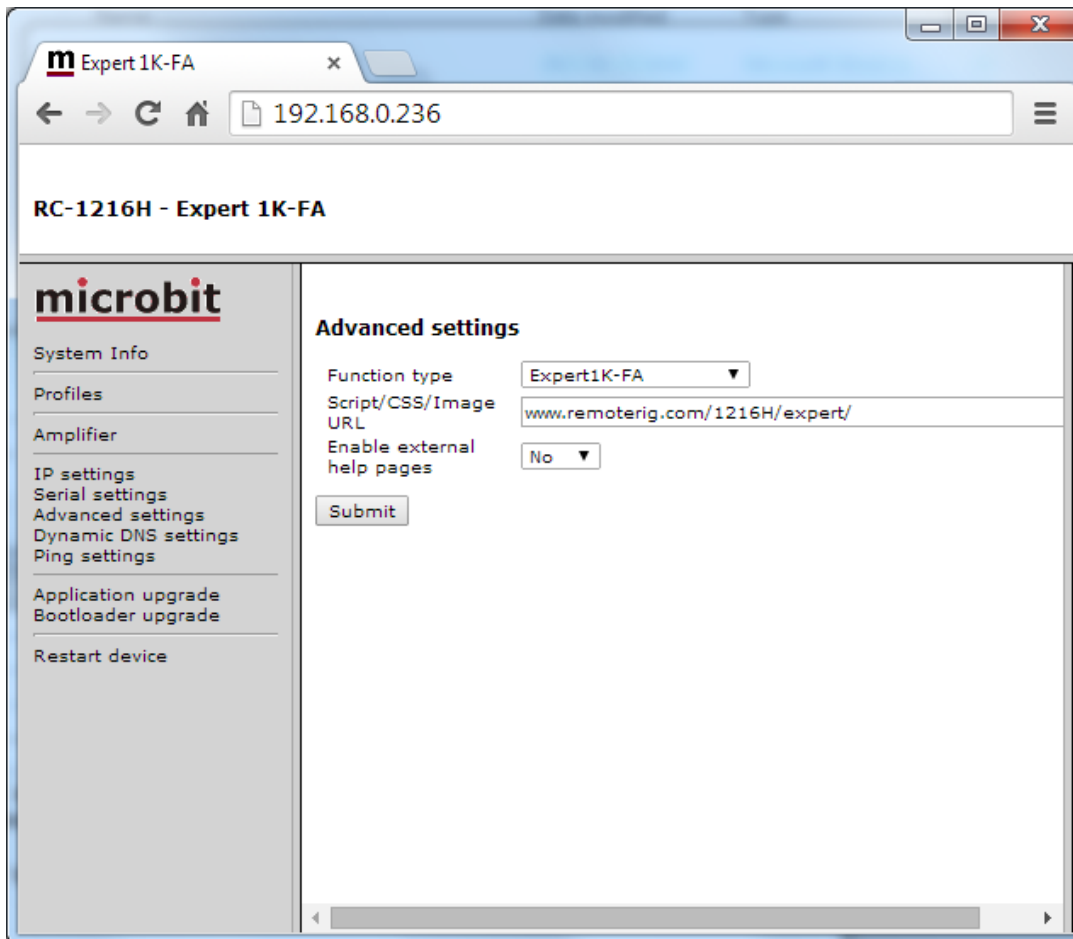 m Expert 1K-FA
192.168.0.236
RC-1216H - Expert 1K-FA
microbit
System Info
Profiles
Amplifier
IP settings
Serial settings
Advanced settings
Dynamic DNS settings
Ping settings
Application upgrade
Bootloader upgrade
Restart device
Advanced settings
Function type Expert1K-FA
Script/CSS/Image
URL www.remoterig.com/1216H/expert/
Enable external
help pages No
Submit